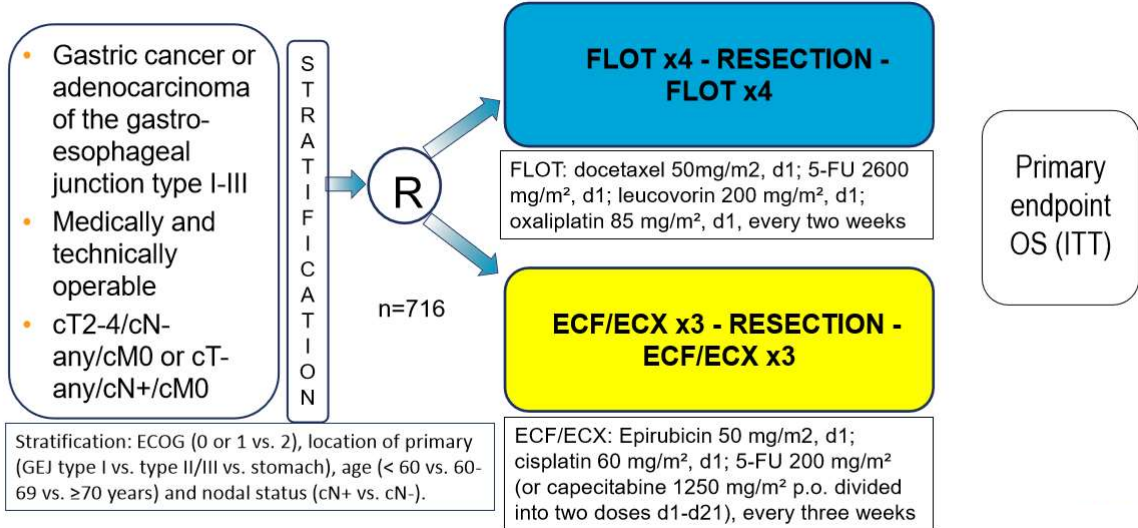 • Gastric cancer or
adenocarcinoma
of the gastro-
esophageal
junction type I-III
• Medically and
technically
operable
• cT2-4/cN-
any/cM0 or cT-
any/cN+/cM0
S
T
R
A
T
I
F
I
C
A
T
I
O
N
R
n=716
FLOT x4 - RESECTION -
FLOT x4
FLOT: docetaxel 50mg/m2, d1; 5-FU 2600
mg/m², d1; leucovorin 200 mg/m², d1;
oxaliplatin 85 mg/m², d1, every two weeks
ECF/ECX x3 - RESECTION -
ECF/ECX x3
ECF/ECX: Epirubicin 50 mg/m2, d1;
cisplatin 60 mg/m², d1; 5-FU 200 mg/m²
(or capecitabine 1250 mg/m² p.o. divided
into two doses d1-d21), every three weeks
Primary
endpoint
OS (ITT)
Stratification: ECOG (0 or 1 vs. 2), location of primary
(GEJ type I vs. type II/III vs. stomach), age (< 60 vs. 60-
69 vs. ≥70 years) and nodal status (cN+ vs. cN-).